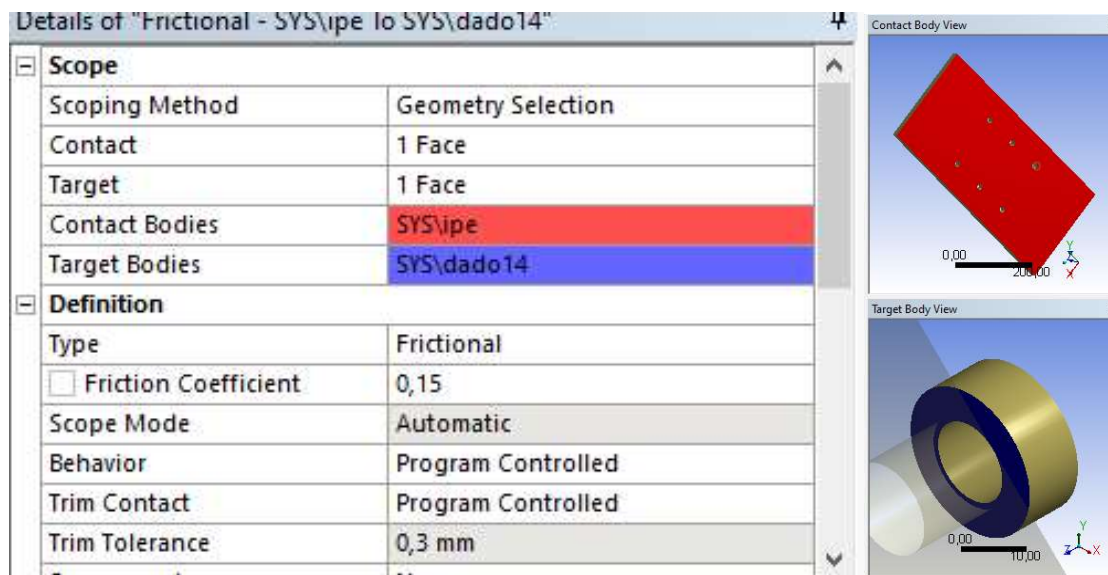 Details of "Frictional - SYS\ipe To SYS\dado14"
Scope
Scoping Method Geometry Selection
Contact 1 Face
Target 1 Face
Contact Bodies SYS\ipe
Target Bodies SYS\dado14
Definition
Type Frictional
Friction Coefficient 0,15
Scope Mode Automatic
Behavior Program Controlled
Trim Contact Program Controlled
Trim Tolerance 0,3 mm
Contact Body View
0,00
200,00
Y
X
Target Body View
0,00
10,00
Y
Z
X